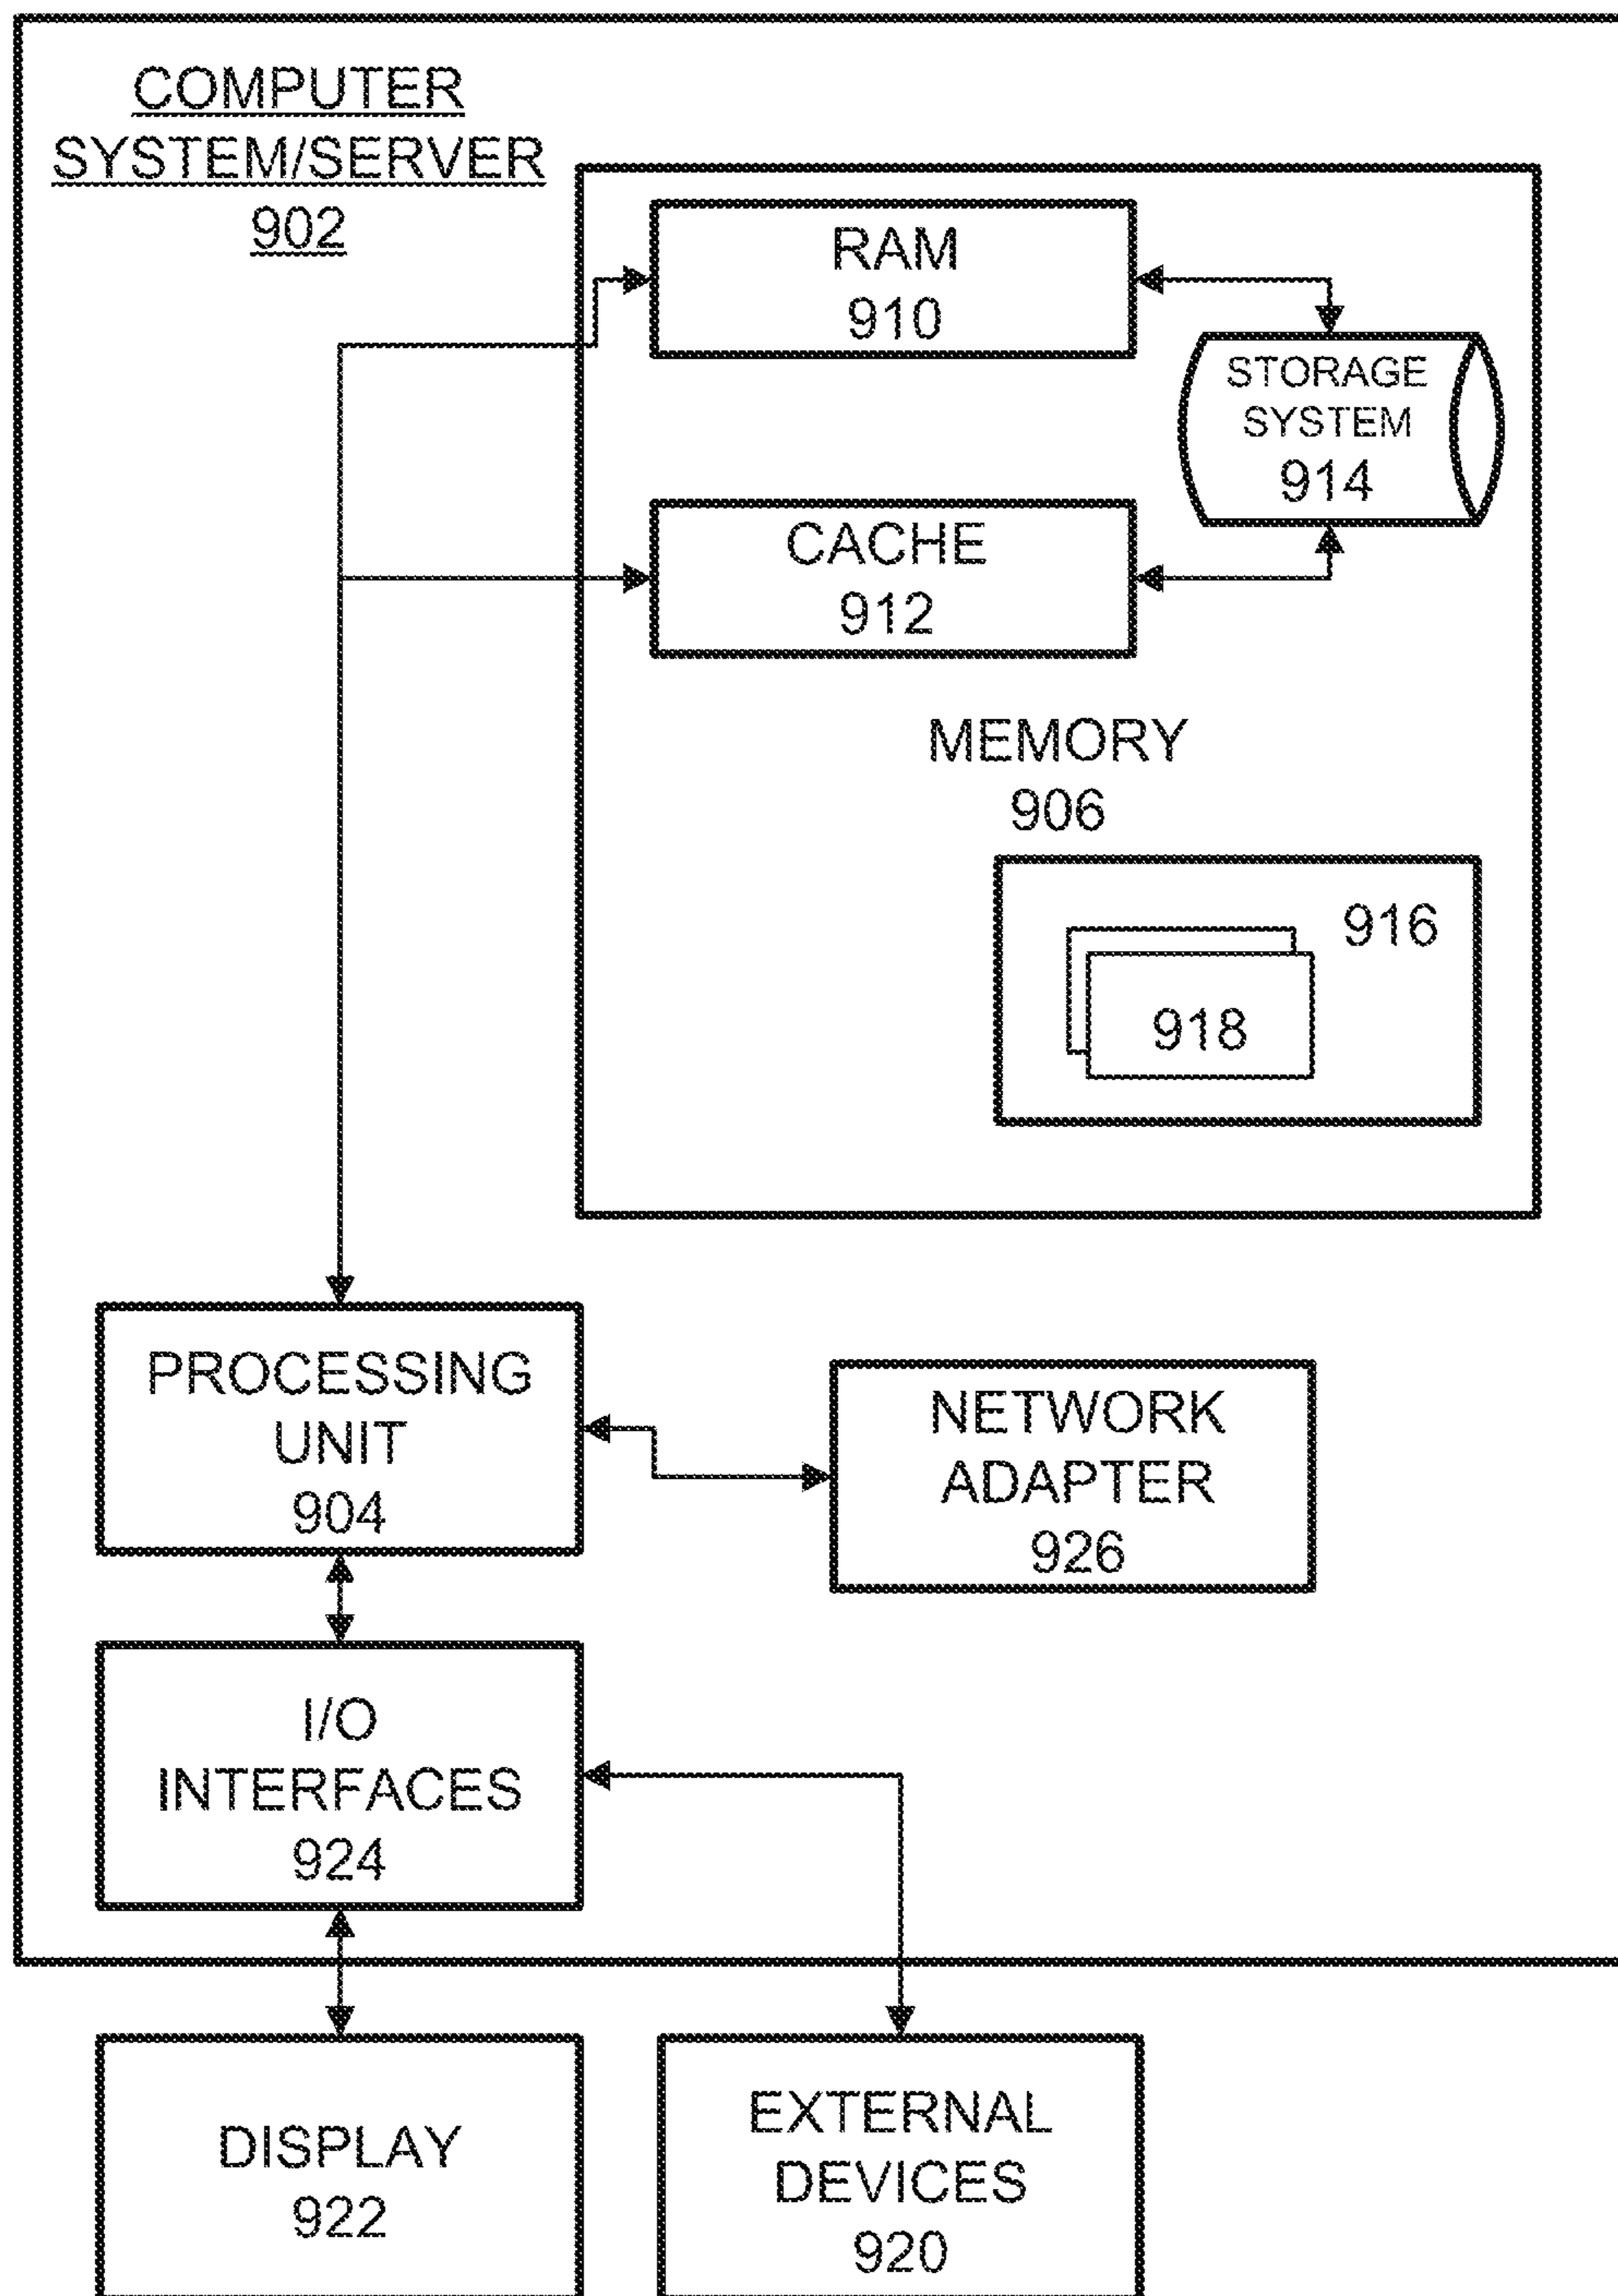 COMPUTER
SYSTEM/SERVER
902
RAM
910
STORAGE
SYSTEM
914
CACHE
912
MEMORY
906
916
918
PROCESSING
UNIT
904
NETWORK
ADAPTER
926
I/O
INTERFACES
924
DISPLAY
922
EXTERNAL
DEVICES
920